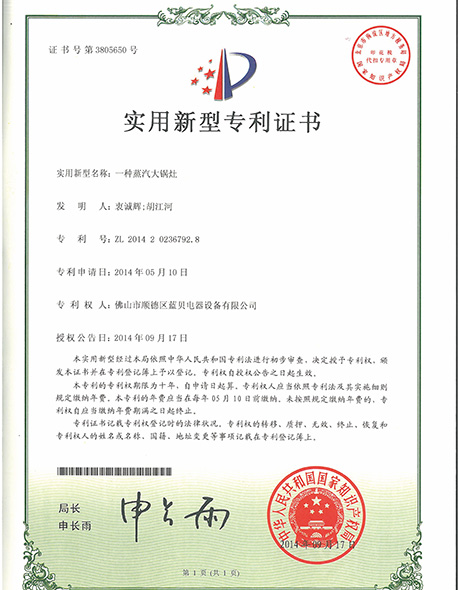 证书号第3805650号
印花税
代扣专用章
实用新型专利证书
实用新型名称：一种蒸汽大锅灶
发明人：衷诚辉;胡江河
专利号：ZL 2014 2 0236792.8
专利申请日：2014年05月10日
专利权人：佛山市顺德区蓝贝电器设备有限公司
授权公告日：2014年09月17日
本实用新型经过本局依照中华人民共和国专利法进行初步审查，决定授予专利权，颁
发本证书并在专利登记簿上予以登记。专利权自授权公告之日起生效。
本专利的专利权期限为十年，自申请日起算。专利权人应当依照专利法及其实施细则
规定缴纳年费。本专利的年费应当在每年05月10日前缴纳。未按照规定缴纳年费的，专
利权自应当缴纳年费期满之日起终止。
专利证书记载专利权登记时的法律状况。专利权的转移、质押、无效、终止、恢复和
专利权人的姓名或名称、国籍、地址变更等事项记载在专利登记簿上。
局长
申长雨
申长雨
中华人民共和国国家知识产权局
2014年09月17日
第1页(共1页)